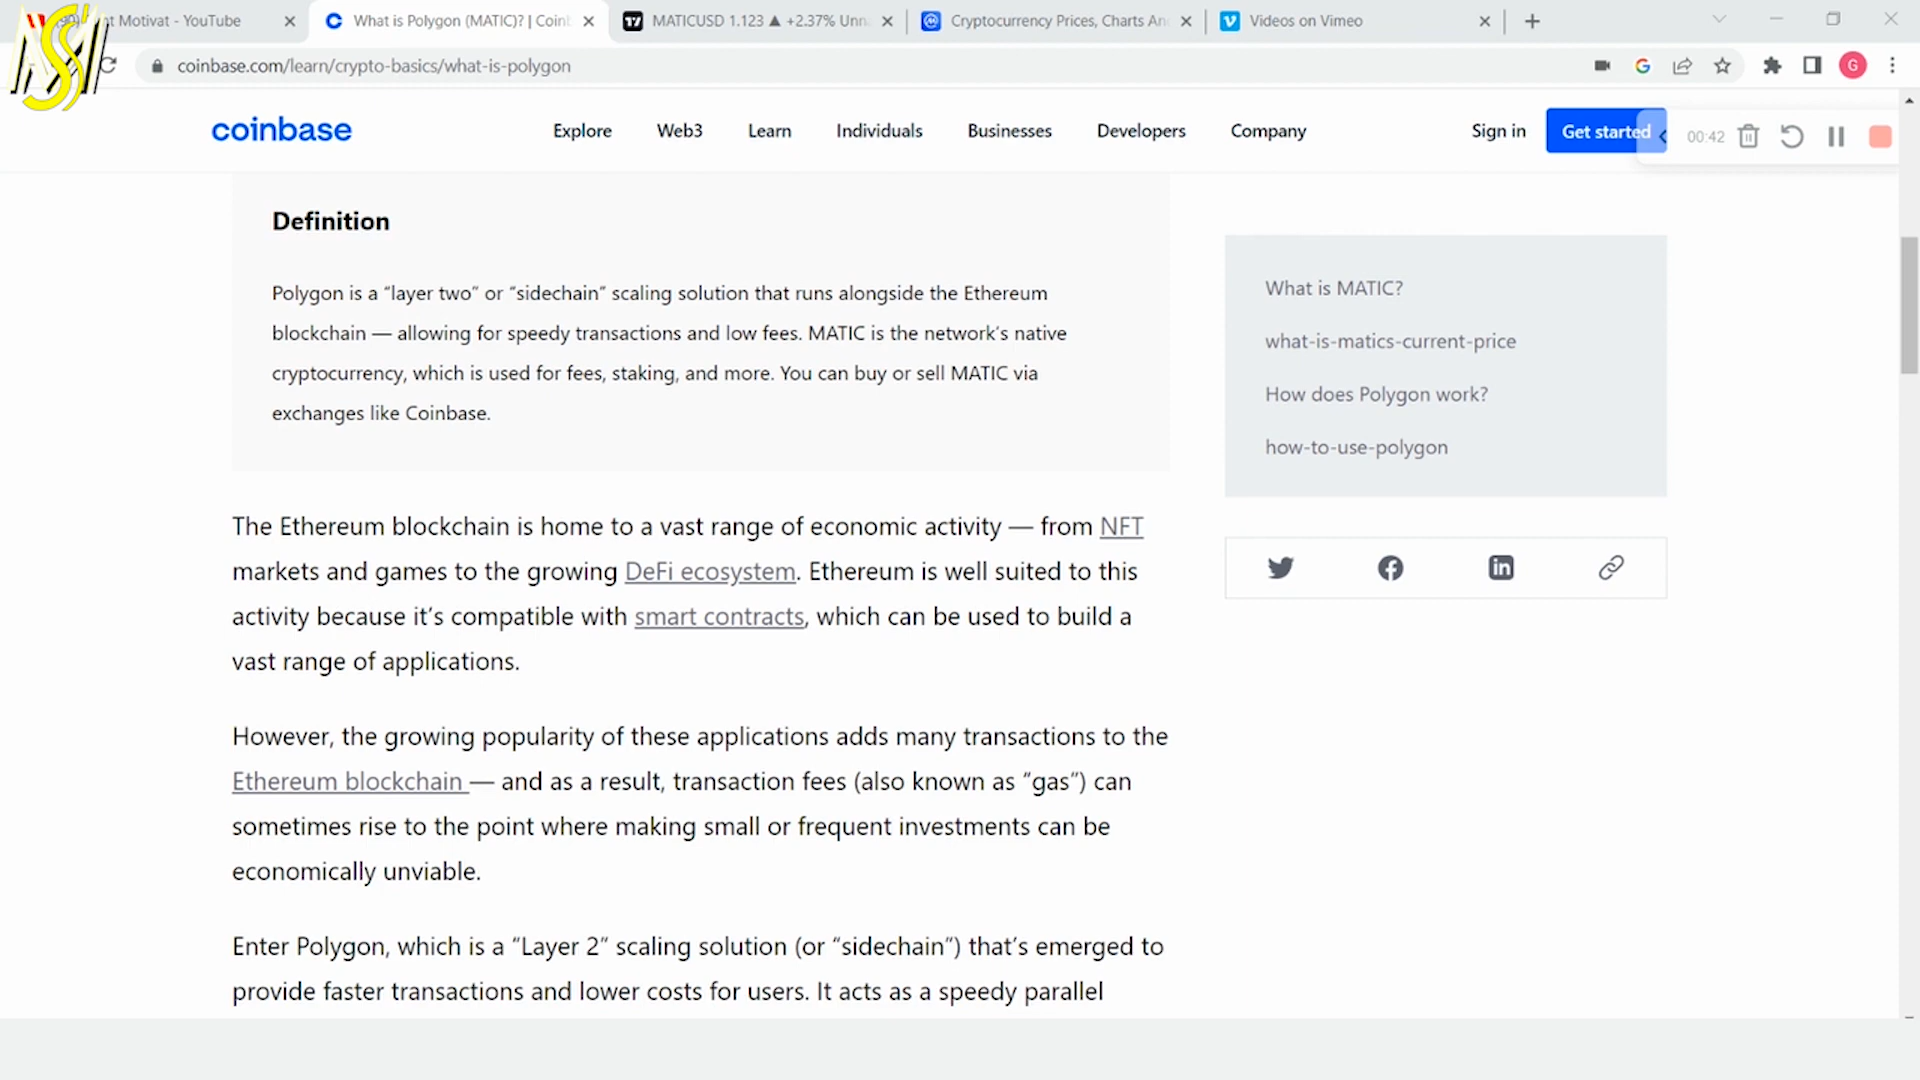 nt Motivat - YouTube
What is Polygon (MATIC)? | Coinb
MATICUSD 1.123 ▲ +2.37% Unna
Cryptocurrency Prices, Charts An
Videos on Vimeo
coinbase.com/learn/crypto-basics/what-is-polygon
G
coinbase
Explore
Web3
Learn
Individuals
Businesses
Developers
Company
Sign in
Get started
00:42
Definition
Polygon is a “layer two” or “sidechain” scaling solution that runs alongside the Ethereum
blockchain — allowing for speedy transactions and low fees. MATIC is the network’s native
cryptocurrency, which is used for fees, staking, and more. You can buy or sell MATIC via
exchanges like Coinbase.
What is MATIC?
what-is-matics-current-price
How does Polygon work?
how-to-use-polygon
The Ethereum blockchain is home to a vast range of economic activity — from NFT
markets and games to the growing DeFi ecosystem. Ethereum is well suited to this
activity because it’s compatible with smart contracts, which can be used to build a
vast range of applications.
However, the growing popularity of these applications adds many transactions to the
Ethereum blockchain — and as a result, transaction fees (also known as “gas”) can
sometimes rise to the point where making small or frequent investments can be
economically unviable.
Enter Polygon, which is a “Layer 2” scaling solution (or “sidechain”) that’s emerged to
provide faster transactions and lower costs for users. It acts as a speedy parallel